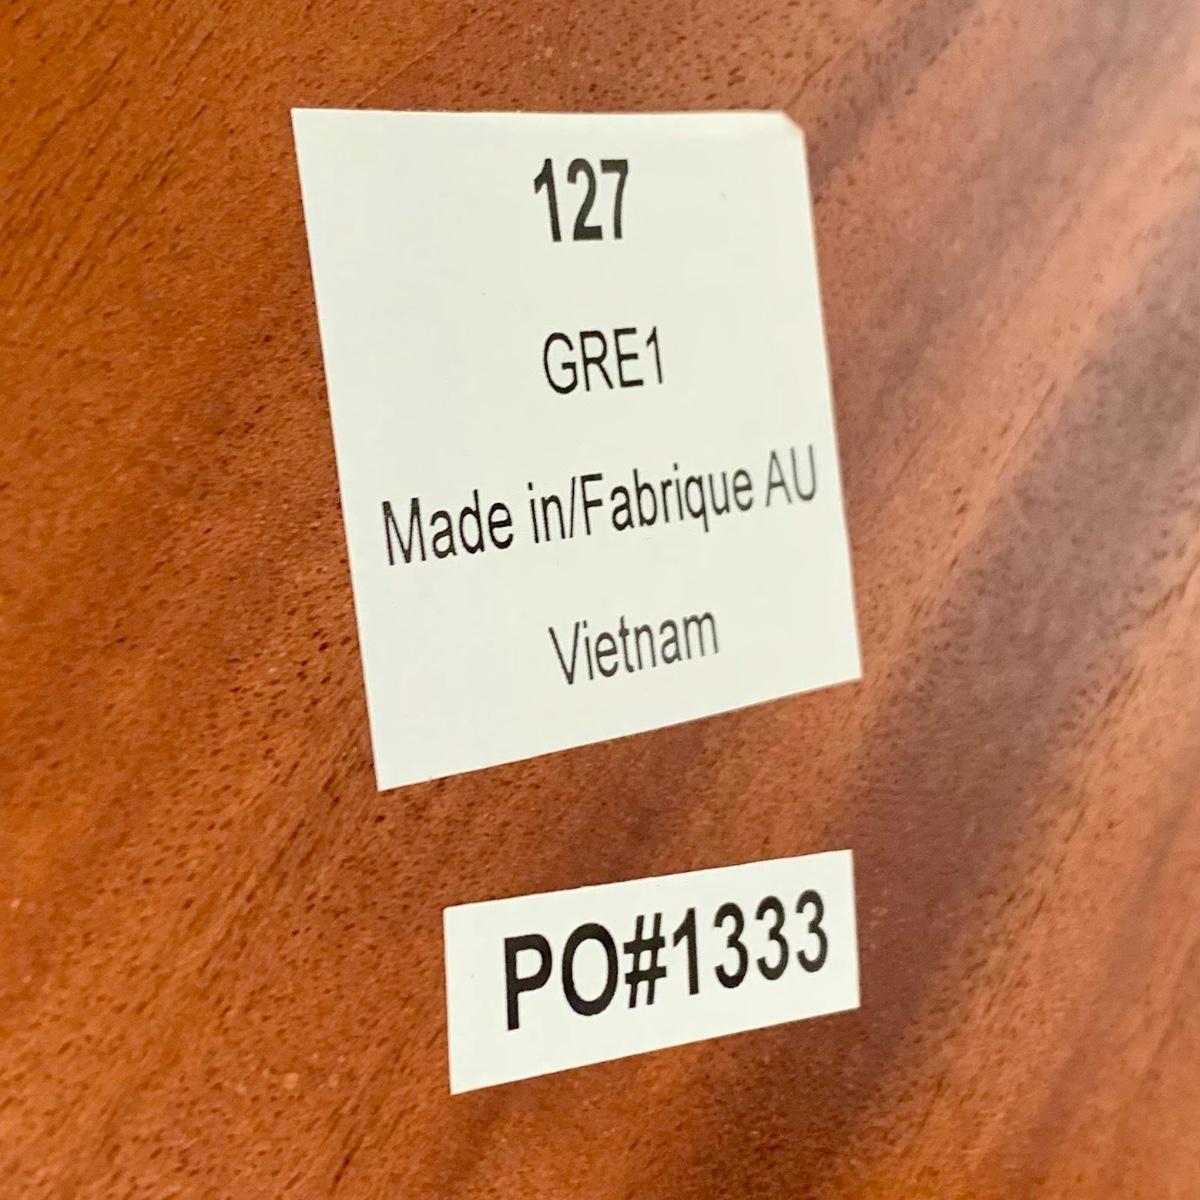 127
GRE1
Made in/Fabrique AU
Vietnam
PO#1333